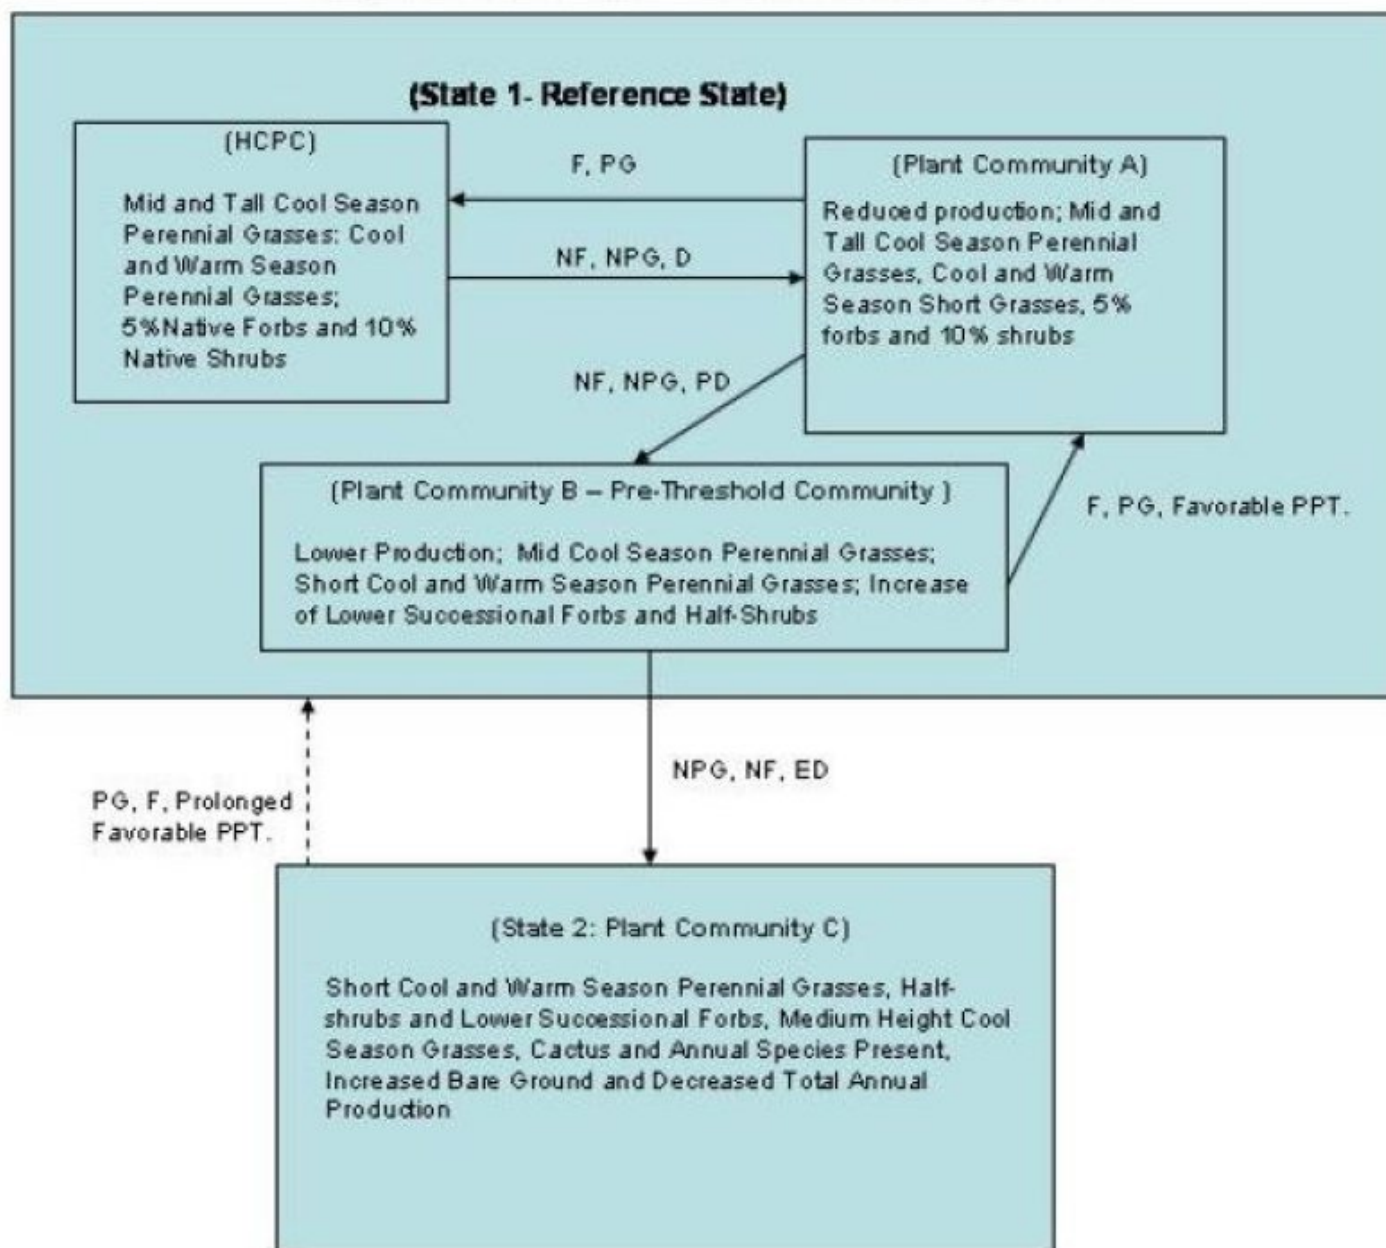 (State 1- Reference State)
(HCPC)
Mid and Tall Cool Season
Perennial Grasses: Cool
and Warm Season
Perennial Grasses;
5%Native Forbs and 10%
Native Shrubs
F, PG
NF, NPG, D
(Plant Community A)
Reduced production; Mid and
Tall Cool Season Perennial
Grasses, Cool and Warm
Season Short Grasses, 5%
forbs and 10% shrubs
NF, NPG, PD
(Plant Community B – Pre-Threshold Community )
Lower Production; Mid Cool Season Perennial Grasses;
Short Cool and Warm Season Perennial Grasses; Increase
of Lower Successional Forbs and Half-Shrubs
F, PG, Favorable PPT.
NPG, NF, ED
PG, F, Prolonged
Favorable PPT.
(State 2: Plant Community C)
Short Cool and Warm Season Perennial Grasses, Half-
shrubs and Lower Successional Forbs, Medium Height Cool
Season Grasses, Cactus and Annual Species Present,
Increased Bare Ground and Decreased Total Annual
Production